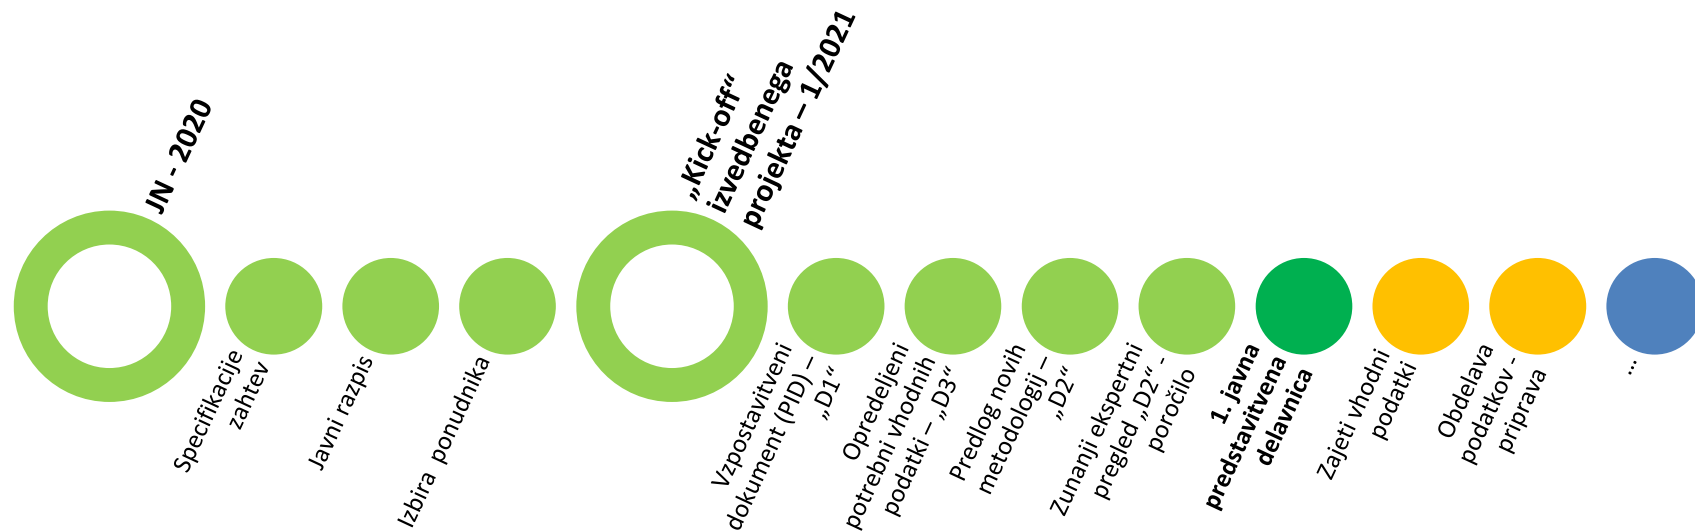 JN - 2020
Specifikacije
zahtev
Javni razpis
Izbira ponudnika
„Kick-off“
izvedbenega
projekta – 1/2021
Vzpostavitveni
dokument (PID) –
„D1“
Opredeljeni
potrebni vhodnih
podatki – „D3“
Predlog novih
metodologij –
„D2“
Zunanji ekspertni
pregled „D2“ -
poročilo
1. javna
predstavitvena
delavnica
Zajeti vhodni
podatki
Obdelava
podatkov -
priprava
...